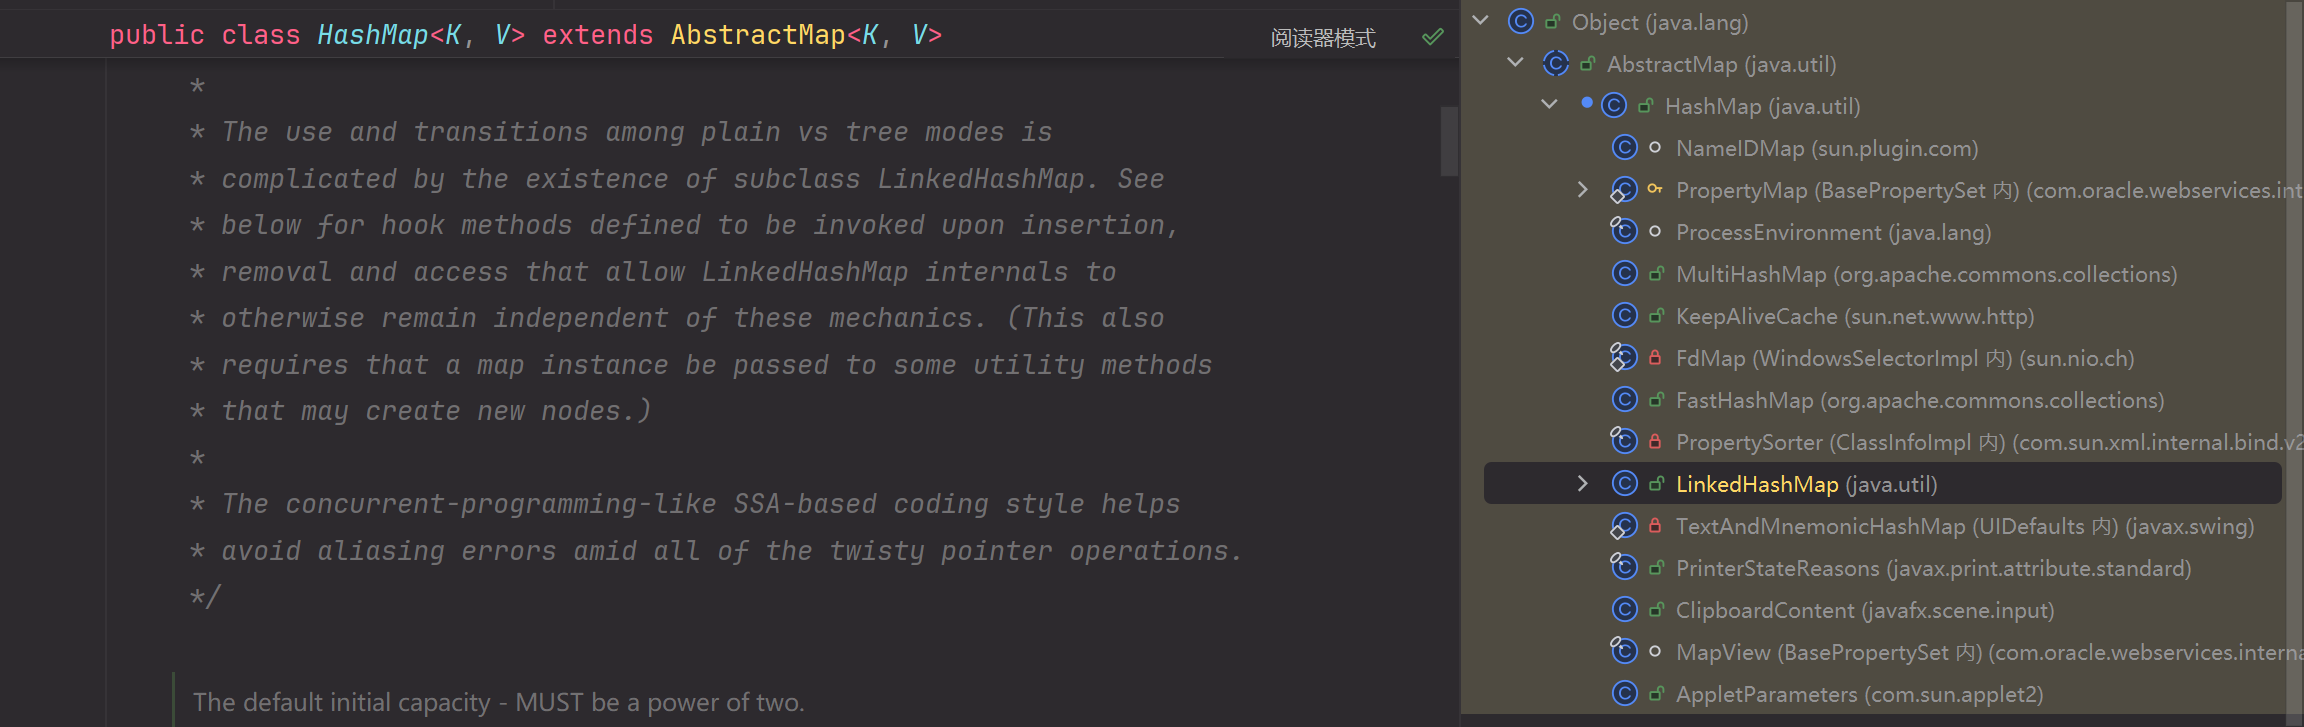 public class HashMap<K, V> extends AbstractMap<K, V>
阅读器模式
*
* The use and transitions among plain vs tree modes is
* complicated by the existence of subclass LinkedHashMap. See
* below for hook methods defined to be invoked upon insertion,
* removal and access that allow LinkedHashMap internals to
* otherwise remain independent of these mechanics. (This also
* requires that a map instance be passed to some utility methods
* that may create new nodes.)
*
* The concurrent-programming-like SSA-based coding style helps
* avoid aliasing errors amid all of the twisty pointer operations.
*/
The default initial capacity - MUST be a power of two.
Object (java.lang)
AbstractMap (java.util)
HashMap (java.util)
NameIDMap (sun.plugin.com)
PropertyMap (BasePropertySet 内) (com.oracle.webservices.int
ProcessEnvironment (java.lang)
MultiHashMap (org.apache.commons.collections)
KeepAliveCache (sun.net.www.http)
FdMap (WindowsSelectorImpl 内) (sun.nio.ch)
FastHashMap (org.apache.commons.collections)
PropertySorter (ClassInfoImpl 内) (com.sun.xml.internal.bind.v2
LinkedHashMap (java.util)
TextAndMnemonicHashMap (UIDefaults 内) (javax.swing)
PrinterStateReasons (javax.print.attribute.standard)
ClipboardContent (javafx.scene.input)
MapView (BasePropertySet 内) (com.oracle.webservices.interna
AppletParameters (com.sun.applet2)